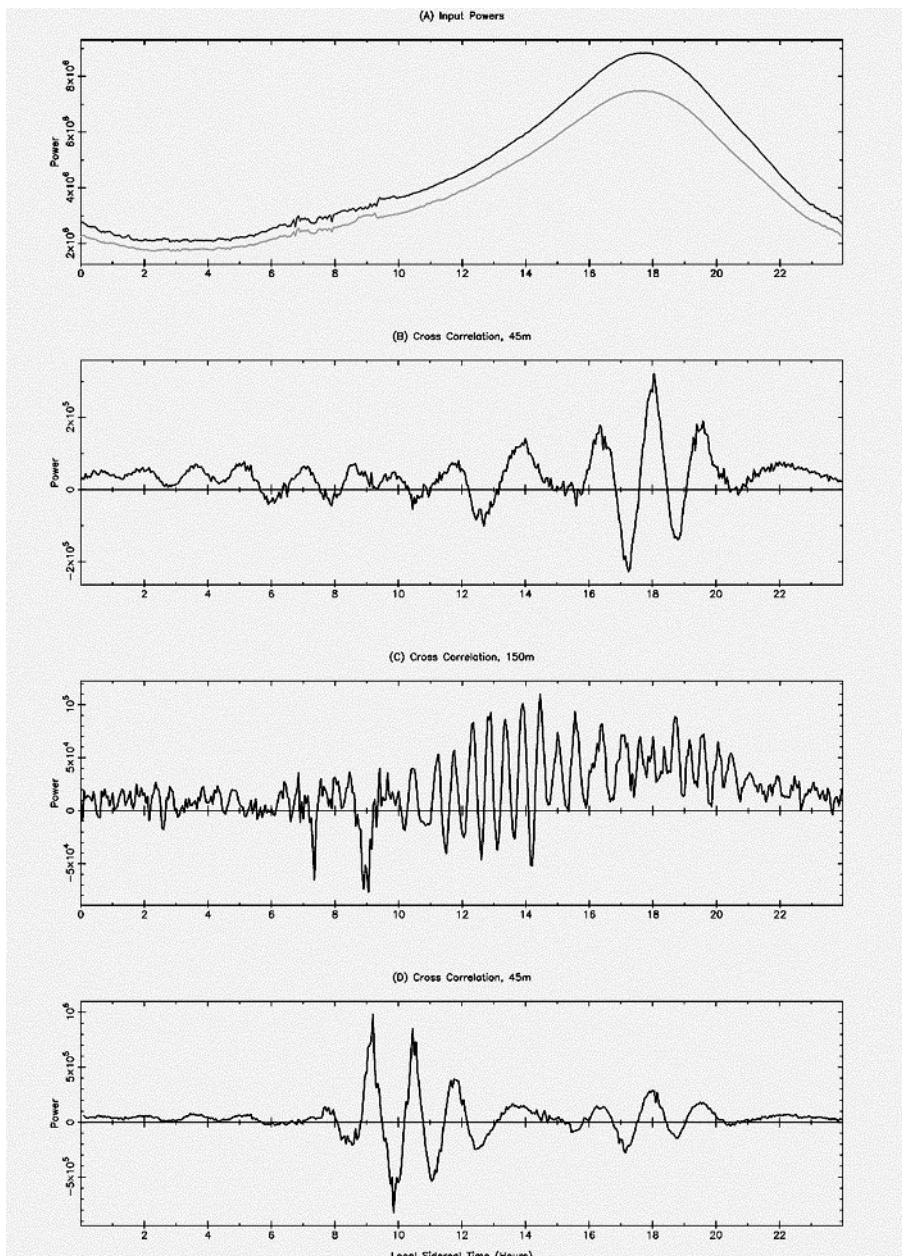 (A) Input Powers
8×10⁶
6×10⁶
4×10⁶
2×10⁶
Power
0 2 4 6 8 10 12 14 16 18 20 22
(B) Cross Correlation, 45m
2×10⁵
0
−2×10⁵
Power
2 4 6 8 10 12 14 16 18 20 22
(C) Cross Correlation, 150m
10⁵
5×10⁴
0
−5×10⁴
Power
0 2 4 6 8 10 12 14 16 18 20 22
(D) Cross Correlation, 45m
10⁶
5×10⁵
0
−5×10⁵
Power
2 4 6 8 10 12 14 16 18 20 22
Local Sidereal Time (Hours)